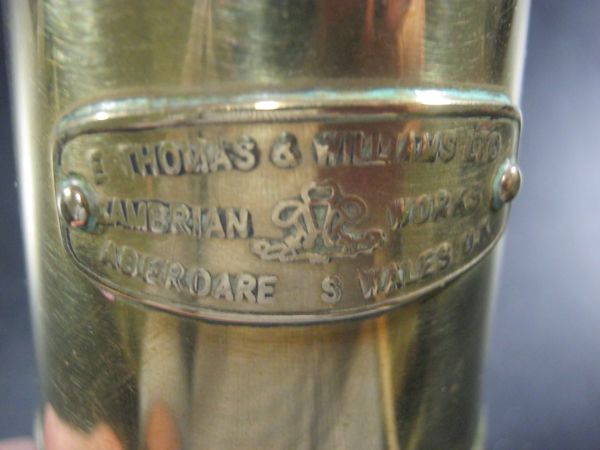 E. THOMAS & WILLIAMS LTD
CAMBRIAN WORKS
ABERDARE S WALES U.K